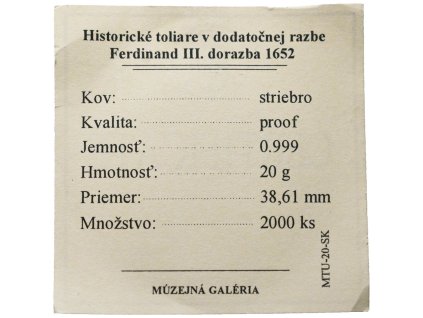 Historické toliare v dodatočnej razbe
Ferdinand III. dorazba 1652
Kov: striebro
Kvalita: proof
Jemnosť: 0.999
Hmotnosť: 20 g
Priemer: 38,61 mm
Množstvo: 2000 ks
MÚZEJNÁ GALÉRIA
MTU-20-SK